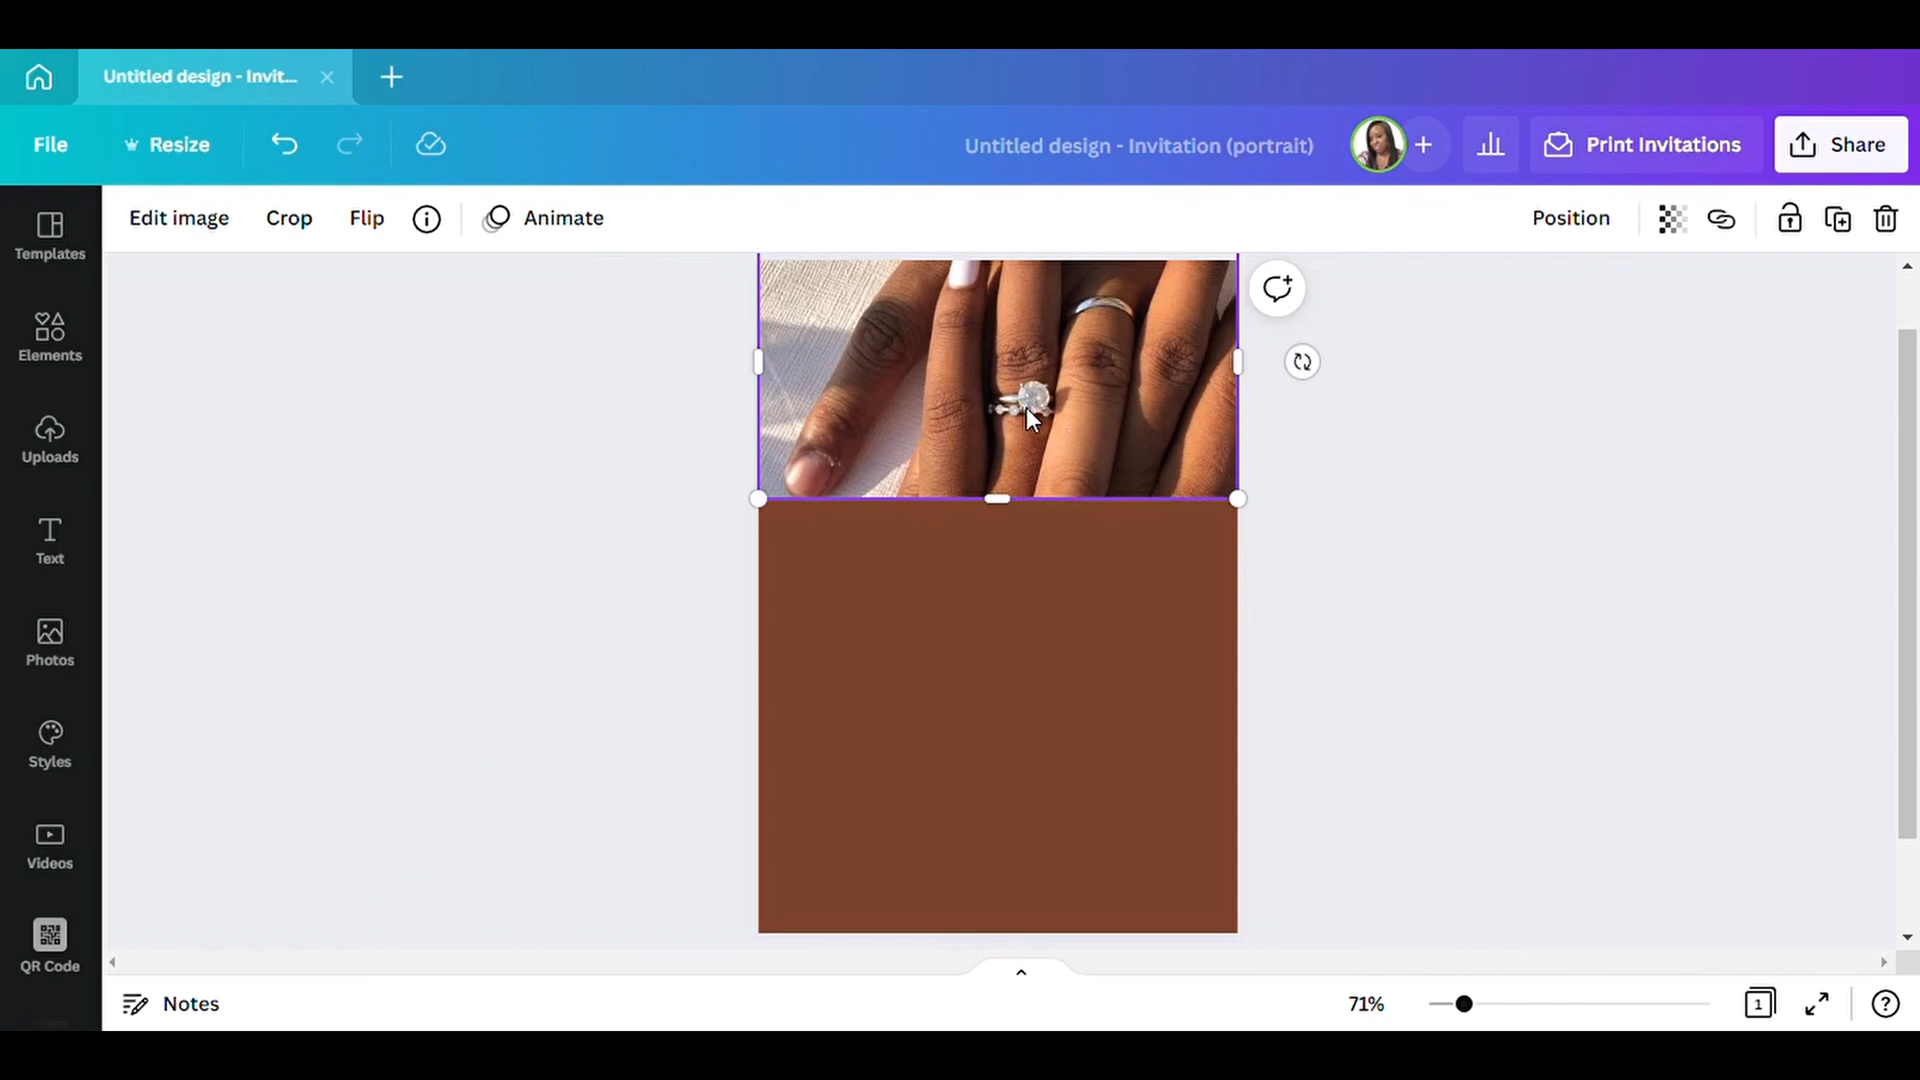 Untitled design - Invit...
File
Resize
Untitled design - Invitation (portrait)
Print Invitations
Share
Edit image
Crop
Flip
Animate
Position
Templates
Elements
Uploads
Text
Photos
Styles
Videos
QR Code
Notes
71%
1